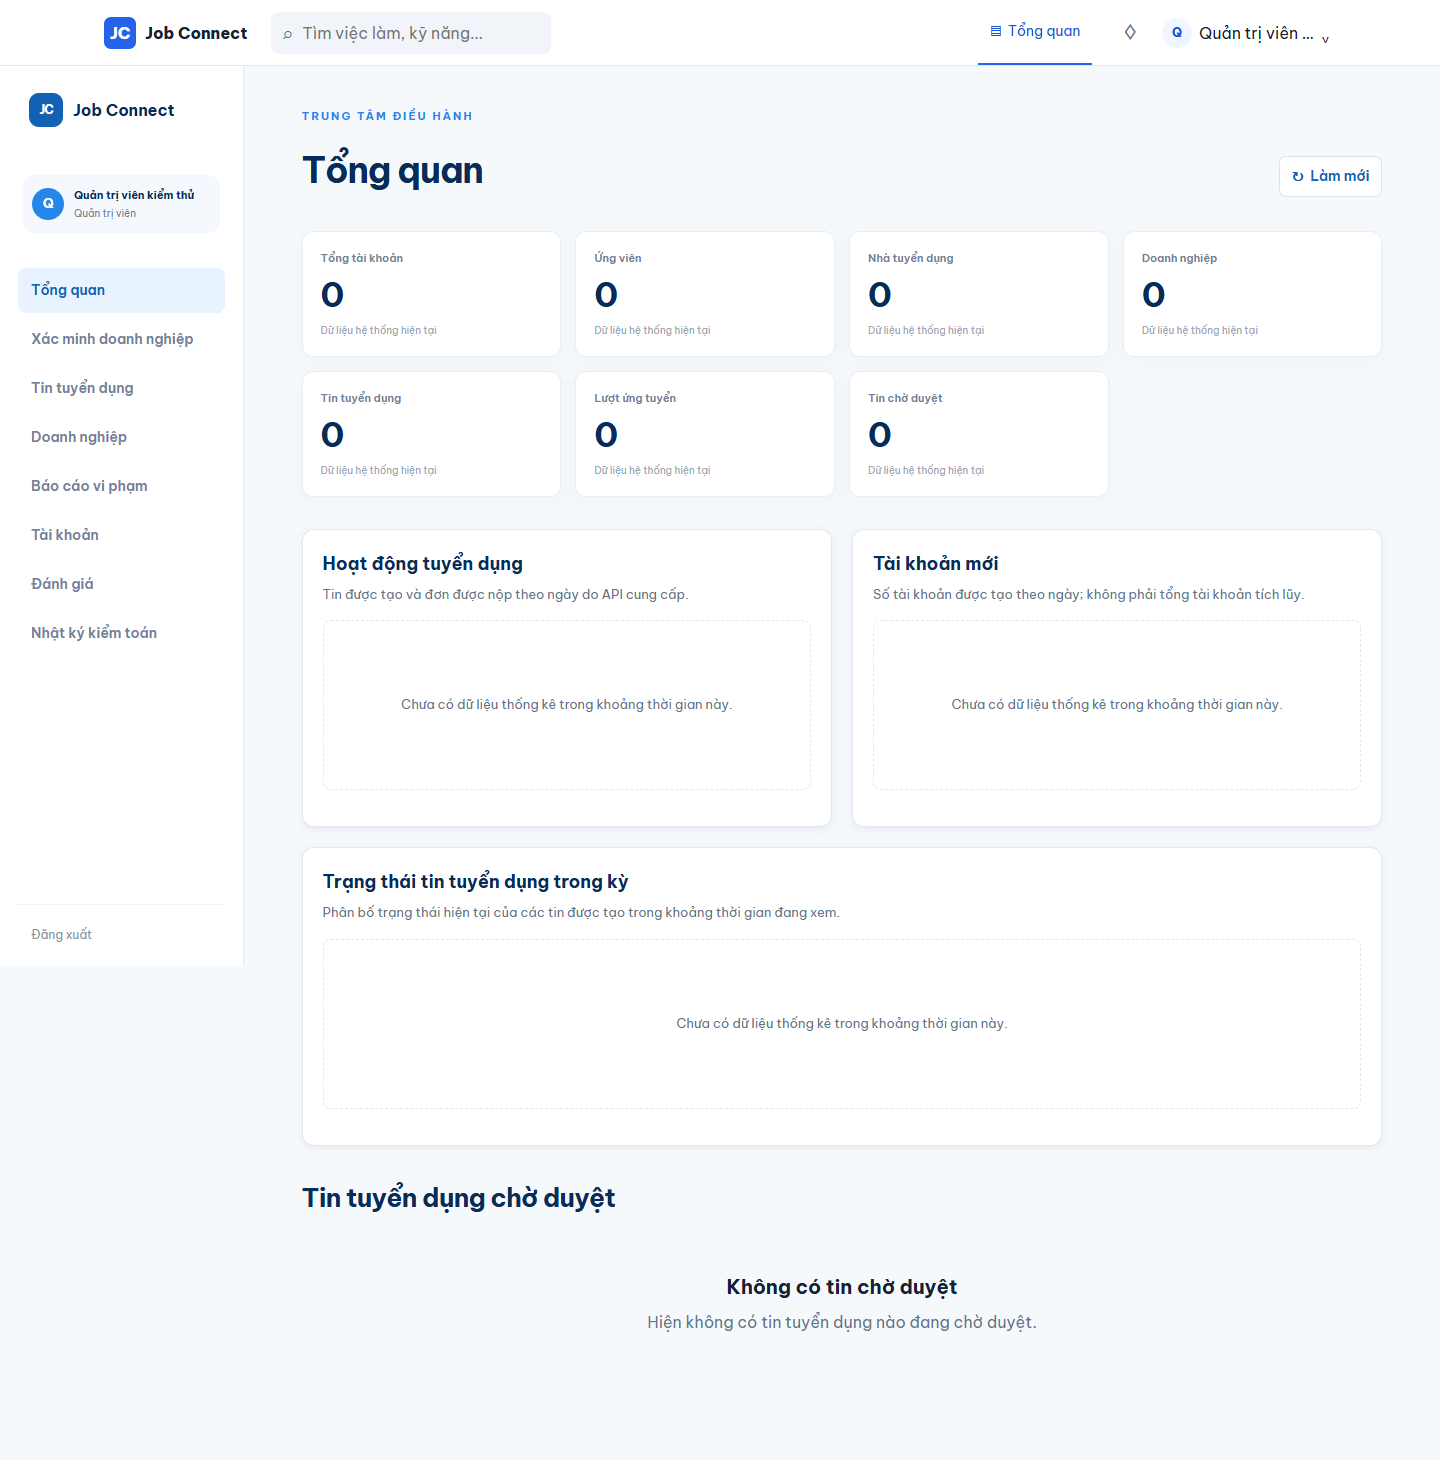 JC Job Connect
Tìm việc làm, kỹ năng...
Tổng quan
Q Quản trị viên ...
JC Job Connect
Q Quản trị viên kiểm thử
Quản trị viên
Tổng quan
Xác minh doanh nghiệp
Tin tuyển dụng
Doanh nghiệp
Báo cáo vi phạm
Tài khoản
Đánh giá
Nhật ký kiểm toán
Đăng xuất
TRUNG TÂM ĐIỀU HÀNH
Tổng quan
↻ Làm mới
Tổng tài khoản
0
Dữ liệu hệ thống hiện tại
Ứng viên
0
Dữ liệu hệ thống hiện tại
Nhà tuyển dụng
0
Dữ liệu hệ thống hiện tại
Doanh nghiệp
0
Dữ liệu hệ thống hiện tại
Tin tuyển dụng
0
Dữ liệu hệ thống hiện tại
Lượt ứng tuyển
0
Dữ liệu hệ thống hiện tại
Tin chờ duyệt
0
Dữ liệu hệ thống hiện tại
Hoạt động tuyển dụng
Tin được tạo và đơn được nộp theo ngày do API cung cấp.
Chưa có dữ liệu thống kê trong khoảng thời gian này.
Tài khoản mới
Số tài khoản được tạo theo ngày; không phải tổng tài khoản tích lũy.
Chưa có dữ liệu thống kê trong khoảng thời gian này.
Trạng thái tin tuyển dụng trong kỳ
Phân bố trạng thái hiện tại của các tin được tạo trong khoảng thời gian đang xem.
Chưa có dữ liệu thống kê trong khoảng thời gian này.
Tin tuyển dụng chờ duyệt
Không có tin chờ duyệt
Hiện không có tin tuyển dụng nào đang chờ duyệt.